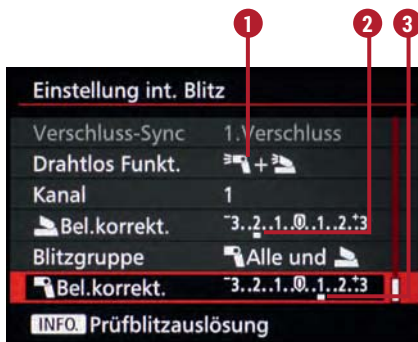 1 2 3
Einstellung int. Blitz
Verschluss-Sync 1.Verschluss
Drahtlos Funkt. +
Kanal 1
Bel.korrekt. -3..2..1..0..1..2.+3
Blitzgruppe Alle und
Bel.korrekt. -3..2..1..0..1..2.+3
INFO. Prüfblitzauslösung